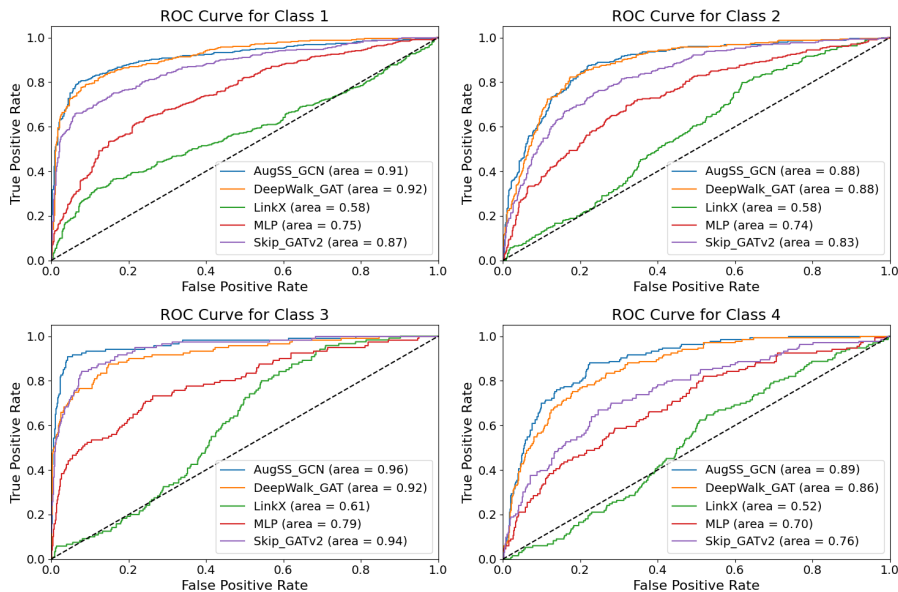 ROC Curve for Class 1
True Positive Rate
1.0
0.8
0.6
0.4
0.2
0.0
AugSS_GCN (area = 0.91)
DeepWalk_GAT (area = 0.92)
LinkX (area = 0.58)
MLP (area = 0.75)
Skip_GATv2 (area = 0.87)
0.0 0.2 0.4 0.6 0.8 1.0
False Positive Rate
ROC Curve for Class 2
True Positive Rate
1.0
0.8
0.6
0.4
0.2
0.0
AugSS_GCN (area = 0.88)
DeepWalk_GAT (area = 0.88)
LinkX (area = 0.58)
MLP (area = 0.74)
Skip_GATv2 (area = 0.83)
0.0 0.2 0.4 0.6 0.8 1.0
False Positive Rate
ROC Curve for Class 3
True Positive Rate
1.0
0.8
0.6
0.4
0.2
0.0
AugSS_GCN (area = 0.96)
DeepWalk_GAT (area = 0.92)
LinkX (area = 0.61)
MLP (area = 0.79)
Skip_GATv2 (area = 0.94)
0.0 0.2 0.4 0.6 0.8 1.0
False Positive Rate
ROC Curve for Class 4
True Positive Rate
1.0
0.8
0.6
0.4
0.2
0.0
AugSS_GCN (area = 0.89)
DeepWalk_GAT (area = 0.86)
LinkX (area = 0.52)
MLP (area = 0.70)
Skip_GATv2 (area = 0.76)
0.0 0.2 0.4 0.6 0.8 1.0
False Positive Rate